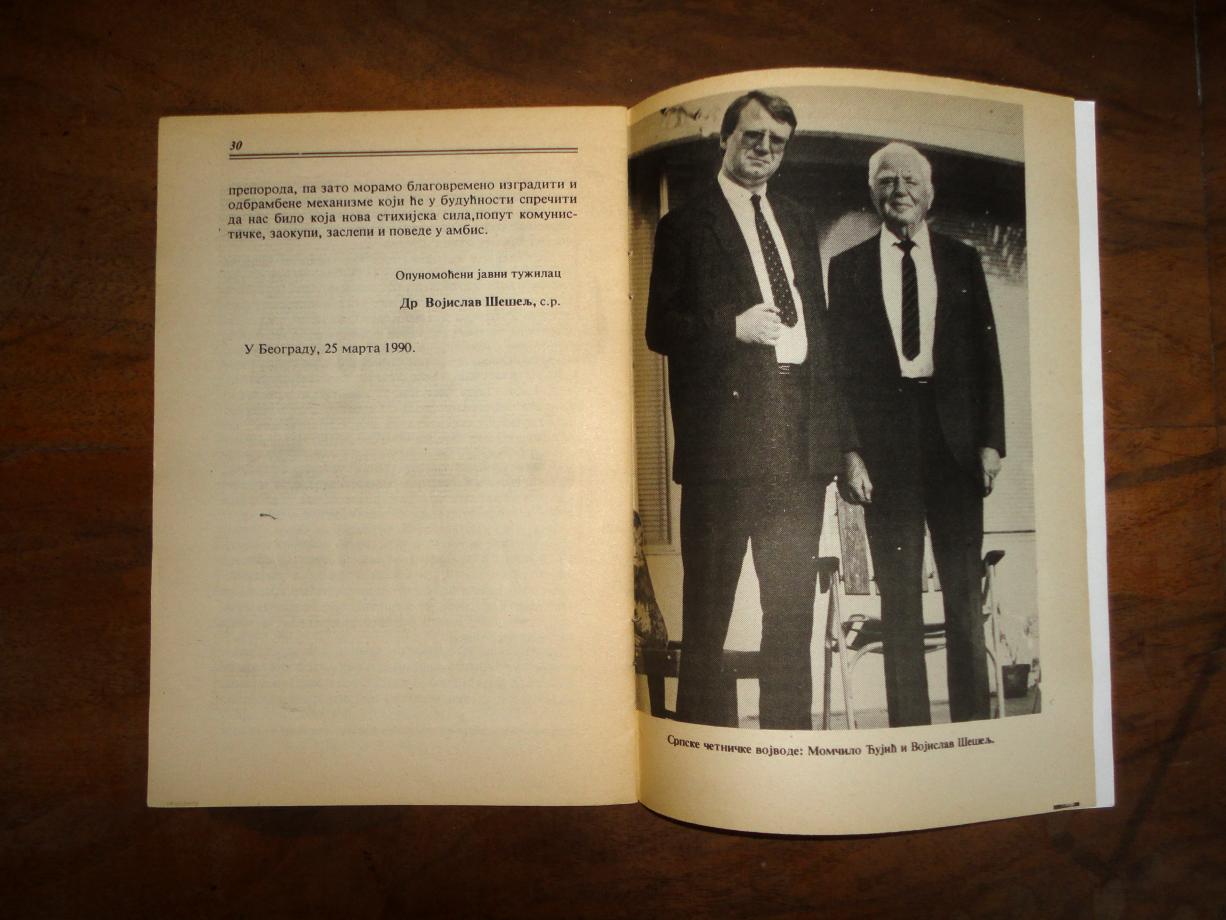 30
препорода, па зато морамо благовремено изградити и
одбрамбене механизме који ће у будућности спречити
да нас било која нова стихијска сила,попут комунис-
тичке, заокупи, заслепи и поведе у амбис.
Опуномоћени јавни тужилац
Др Војислав Шешељ, с.р.
У Београду, 25 марта 1990.
Српске четничке војводе: Момчило Ђујић и Војислав Шешељ.